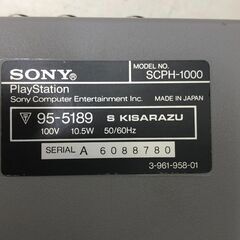 SONY
MODEL NO.
SCPH-1000
PlayStation
Sony Computer Entertainment Inc.
MADE IN JAPAN
95-5189 S KISARAZU
100V 10.5W 50/60Hz
SERIAL A 6088780
3-961-958-01